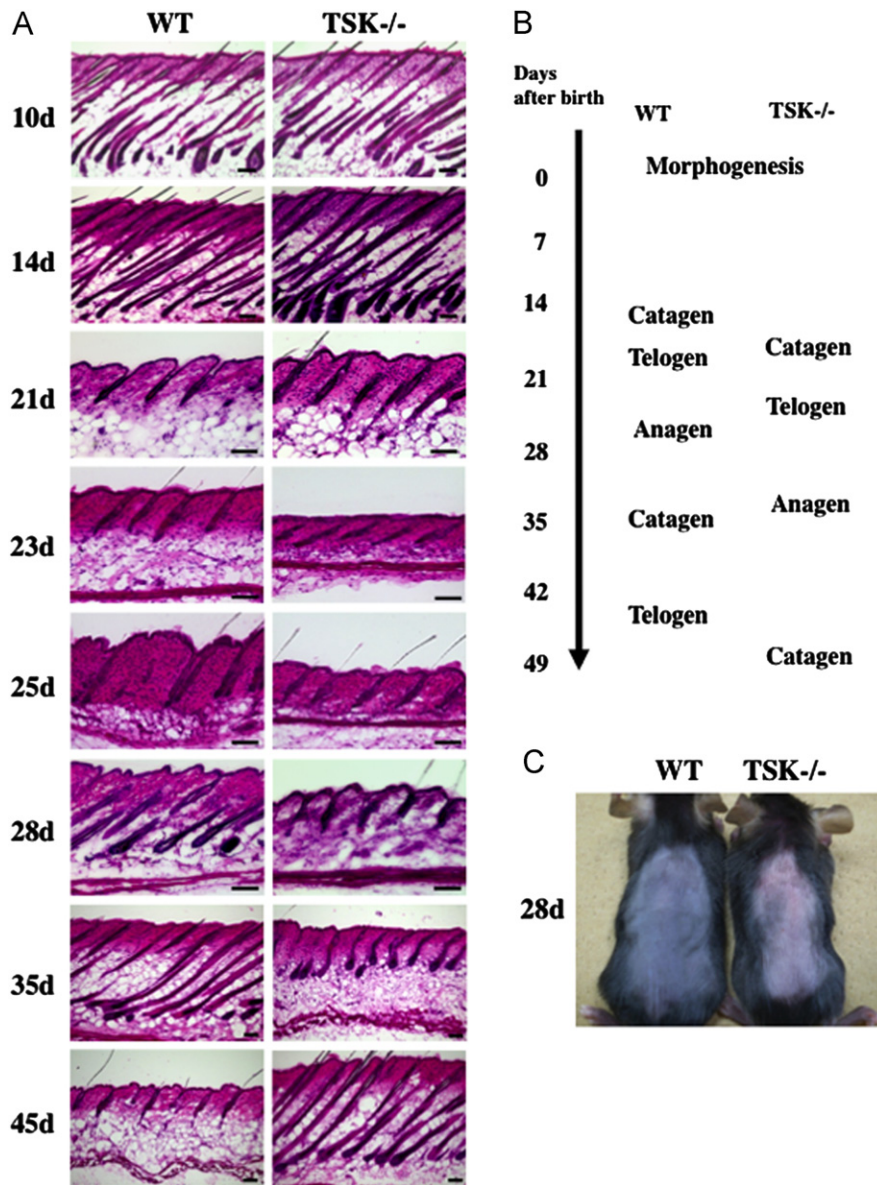 A
WT TSK-/-
10d
14d
21d
23d
25d
28d
35d
45d
B
Days
after birth
WT TSK-/-
0 Morphogenesis
7
14
Catagen
Catagen
Telogen
21
Telogen
Anagen
28
Anagen
35 Catagen
42
Telogen
49 Catagen
C
WT TSK-/-
28d